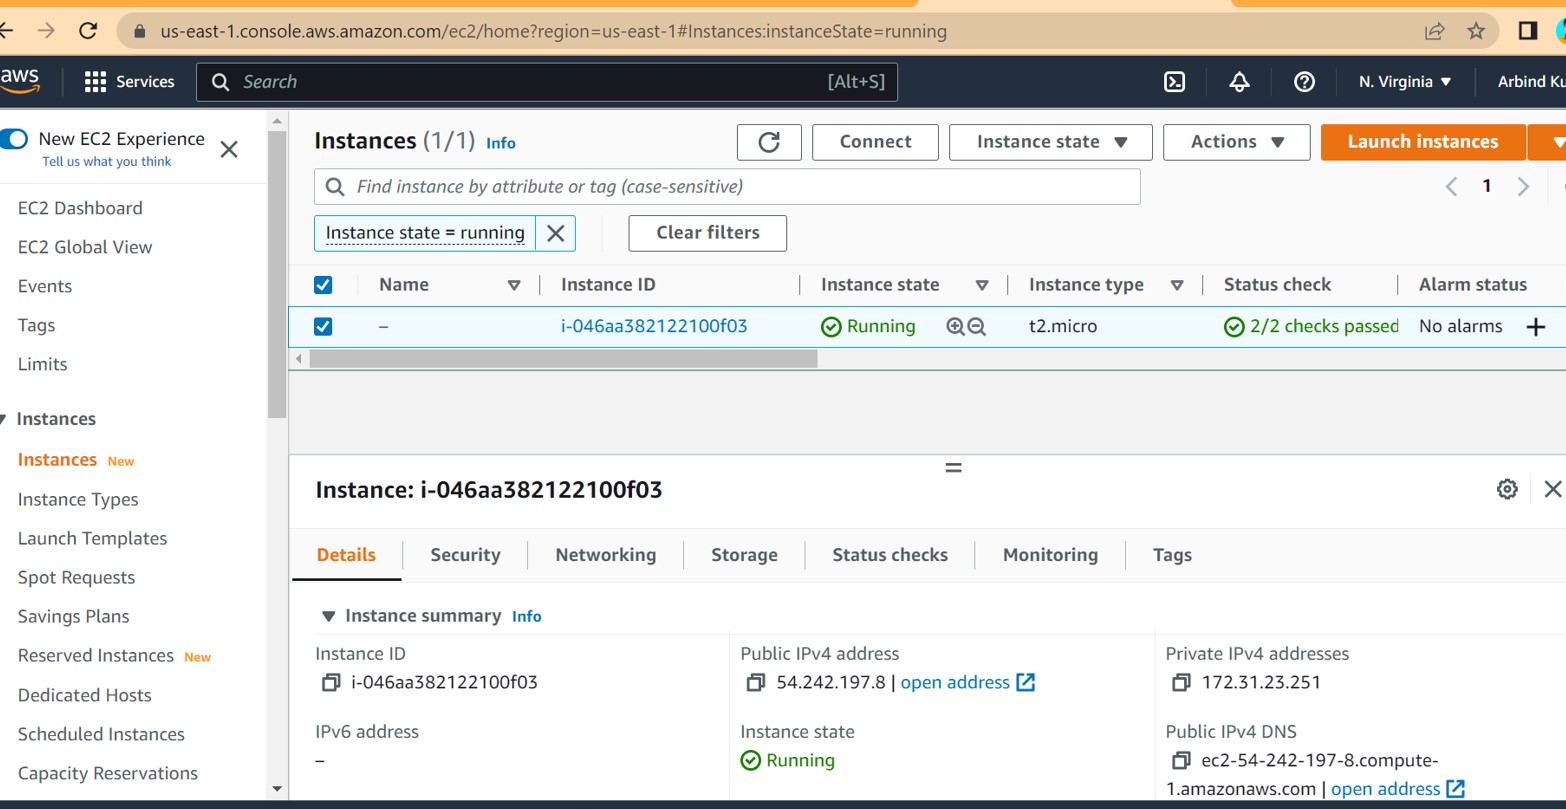 us-east-1.console.aws.amazon.com/ec2/home?region=us-east-1#Instances:instanceState=running
aws Services Search [Alt+S] N. Virginia Arbind
New EC2 Experience
Tell us what you think
EC2 Dashboard
EC2 Global View
Events
Tags
Limits
Instances
Instances New
Instance Types
Launch Templates
Spot Requests
Savings Plans
Reserved Instances New
Dedicated Hosts
Scheduled Instances
Capacity Reservations
Instances (1/1) Info Connect Instance state Actions Launch instances
Find instance by attribute or tag (case-sensitive) 1
Instance state = running Clear filters
Name Instance ID Instance state Instance type Status check Alarm status
– i-046aa382122100f03 Running t2.micro 2/2 checks passed No alarms +
Instance: i-046aa382122100f03
Details Security Networking Storage Status checks Monitoring Tags
Instance summary Info
Instance ID Public IPv4 address Private IPv4 addresses
i-046aa382122100f03 54.242.197.8 | open address 172.31.23.251
IPv6 address Instance state Public IPv4 DNS
– Running ec2-54-242-197-8.compute-
1.amazonaws.com | open address